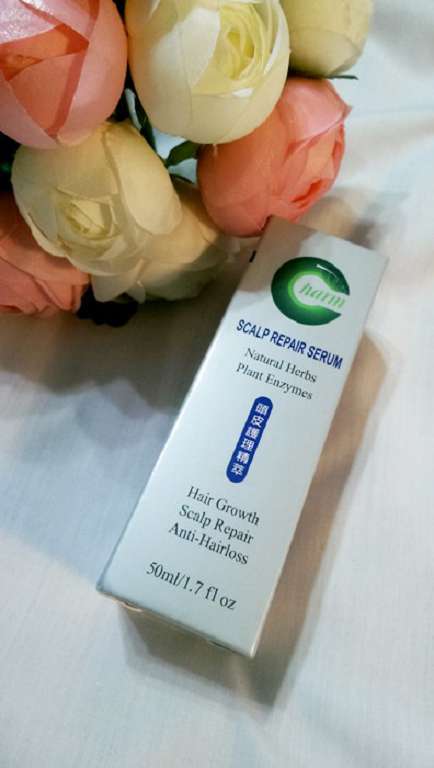 Charm
SCALP REPAIR SERUM
Natural Herbs
Plant Enzymes
頭皮護理精萃
Hair Growth
Scalp Repair
Anti-Hairloss
50ml/1.7 fl oz